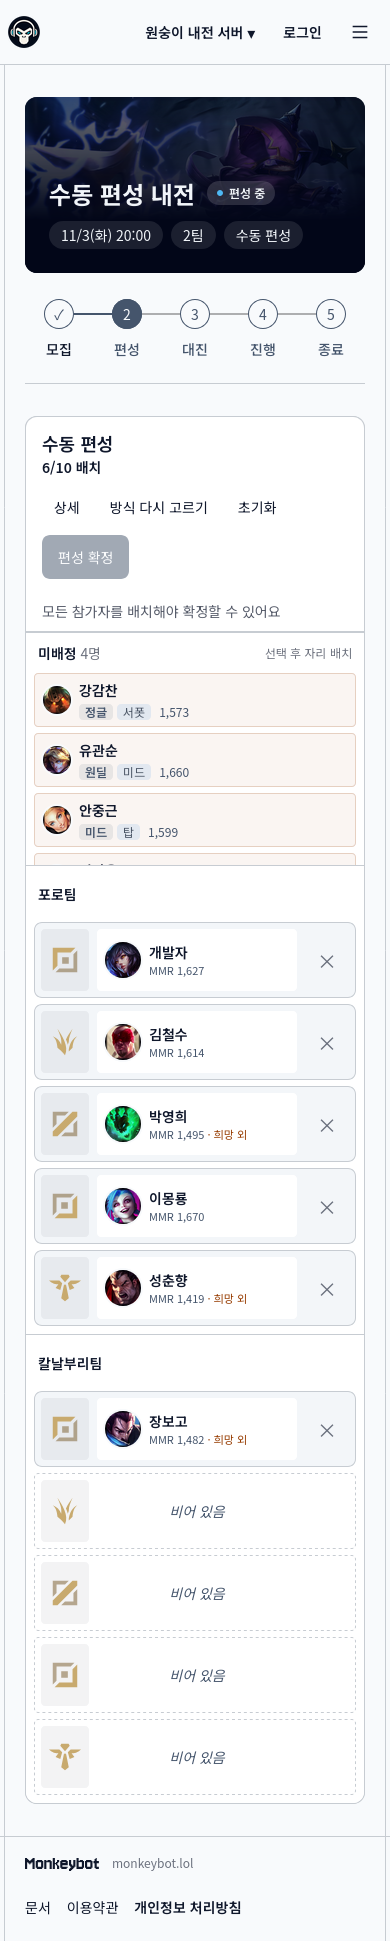 원숭이 내전 서버 ▾ 로그인
수동 편성 내전 편성 중
11/3(화) 20:00 2팀 수동 편성
✓ 2 3 4 5
모집 편성 대진 진행 종료
수동 편성
6/10 배치
상세 방식 다시 고르기 초기화
편성 확정
모든 참가자를 배치해야 확정할 수 있어요
미배정 4명 선택 후 자리 배치
강감찬
정글 서폿 1,573
유관순
원딜 미드 1,660
안중근
미드 탑 1,599
포로팀
개발자
MMR 1,627
김철수
MMR 1,614
박영희
MMR 1,495 · 희망 외
이몽룡
MMR 1,670
성춘향
MMR 1,419 · 희망 외
칼날부리팀
장보고
MMR 1,482 · 희망 외
비어 있음
비어 있음
비어 있음
비어 있음
Monkeybot monkeybot.lol
문서 이용약관 개인정보 처리방침